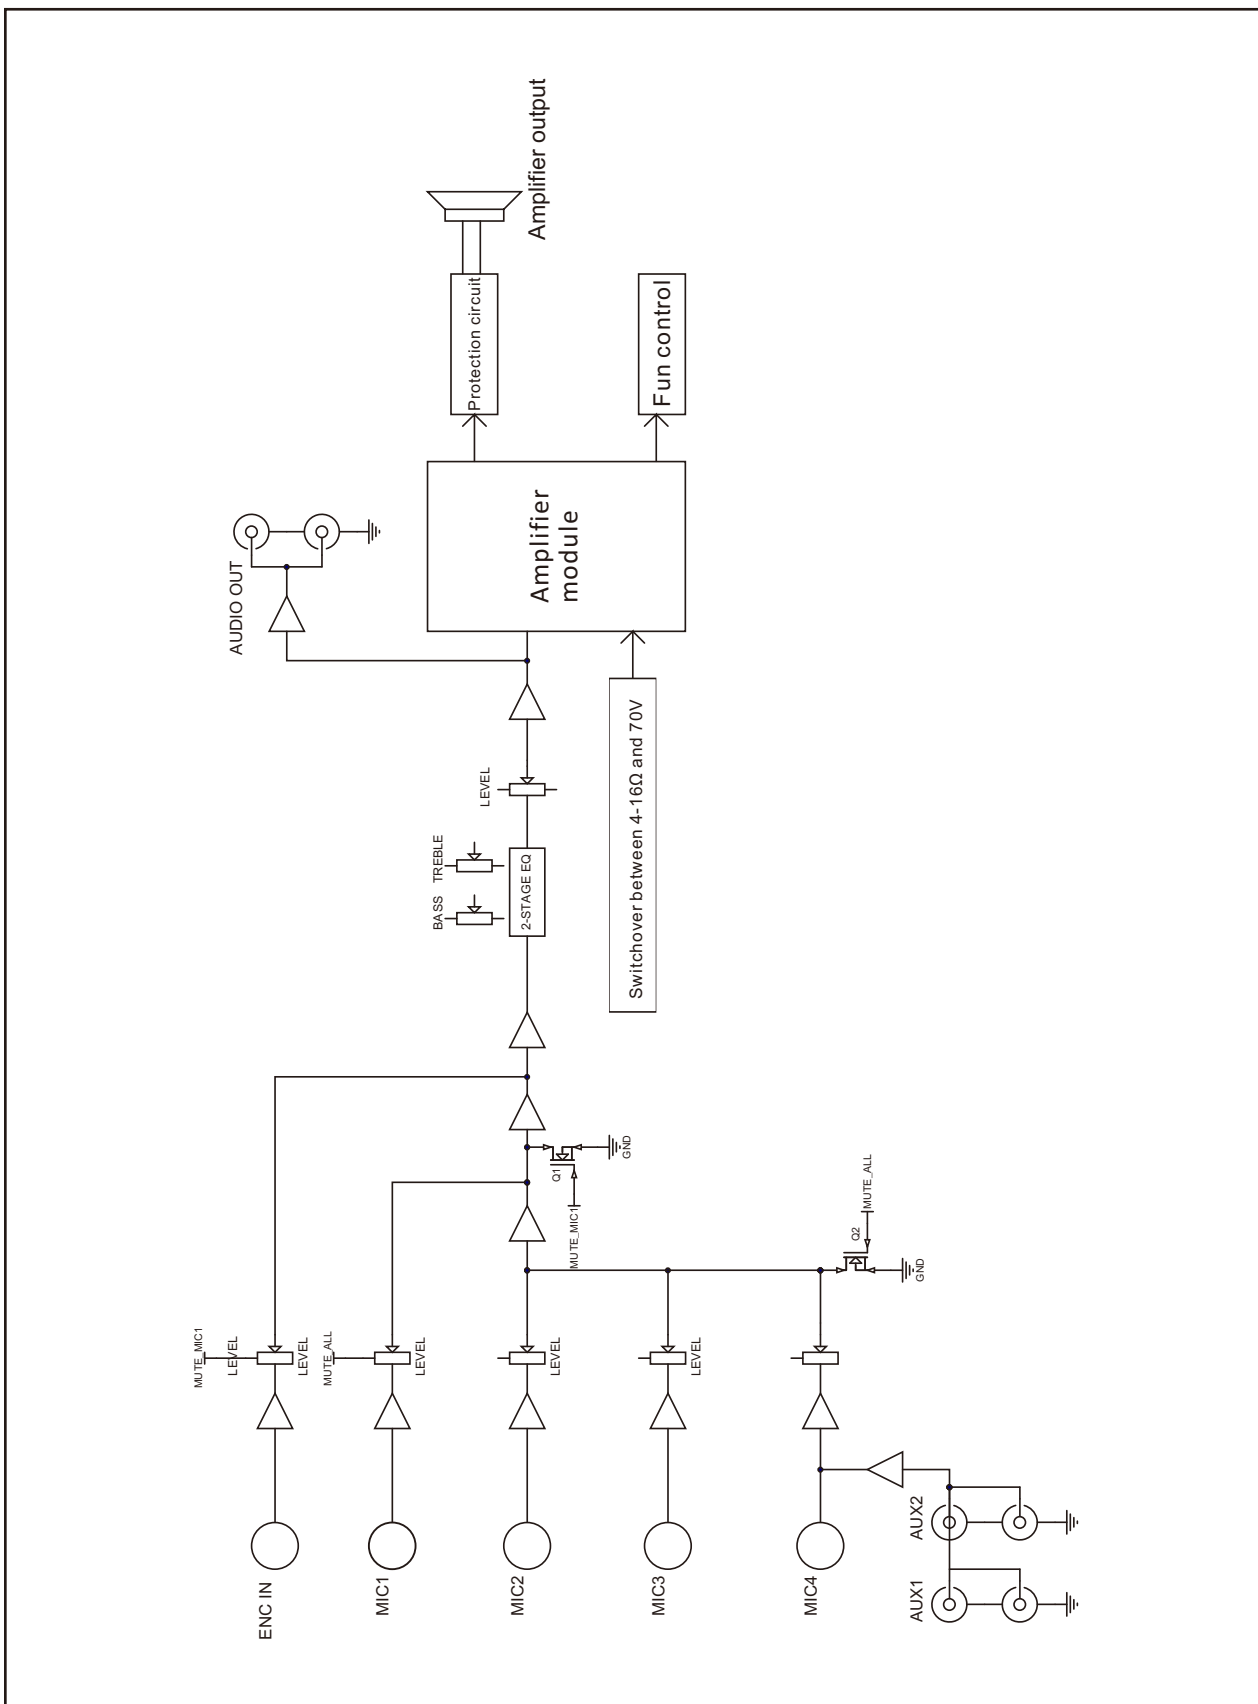 ENC IN
MIC1
MIC2
MIC3
MIC4
AUX1
AUX2
MUTE_MIC1
LEVEL
LEVEL
MUTE_ALL
LEVEL
LEVEL
LEVEL
Q1
MUTE_MIC1
GND
Q2
MUTE_ALL
GND
BASS
TREBLE
2-STAGE EQ
LEVEL
AUDIO OUT
Switchover between 4-16Ω and 70V
Amplifier
module
Protection circuit
Fun control
Amplifier output